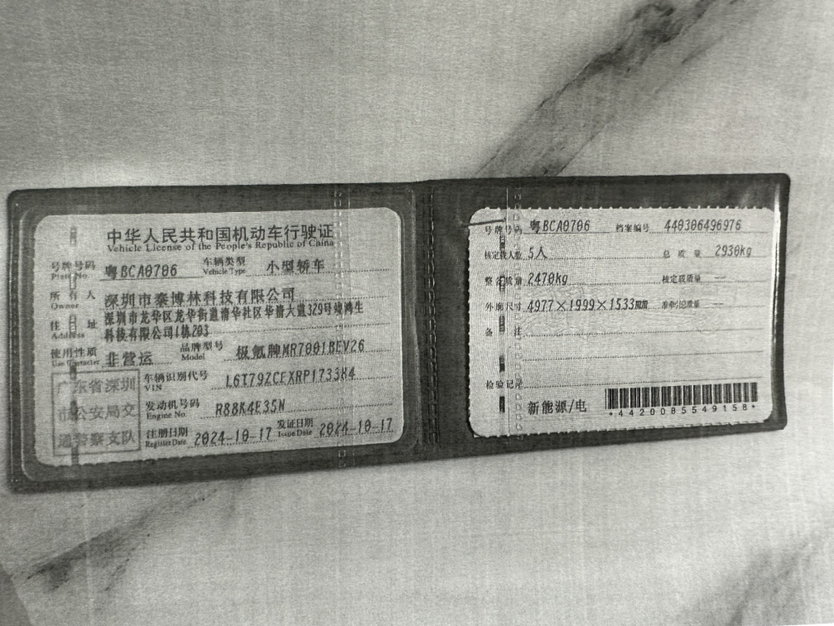 中华人民共和国机动车行驶证
Vehicle License of the People's Republic of China
号牌号码 Plate No. 粤BCA0706 车辆类型 Vehicle Type 小型轿车
所有人 Owner 深圳市泰博林科技有限公司
住址 Address 深圳市龙华区龙华街道清华社区华清大道329号
科技有限公司1栋203
使用性质 Use Character 非营运 品牌型号 Model 极氪牌MR7001BEV26
车辆识别代号 VIN
发动机号码 Engine No. R88K4E35N
注册日期 Register Date 2024-10-17 发证日期 Issue Date 2024-10-17
广东省深圳
市公安局交
通警察支队
号牌号码 粤BCA0706 档案编号 440306496976
核定载人数 5人 总质量 2930kg
整备质量 2470kg 核定载质量 --
外廓尺寸 4977×1999×1533mm 准牵引总质量 --
备注
检验记录
新能源/电
*4420085549158*